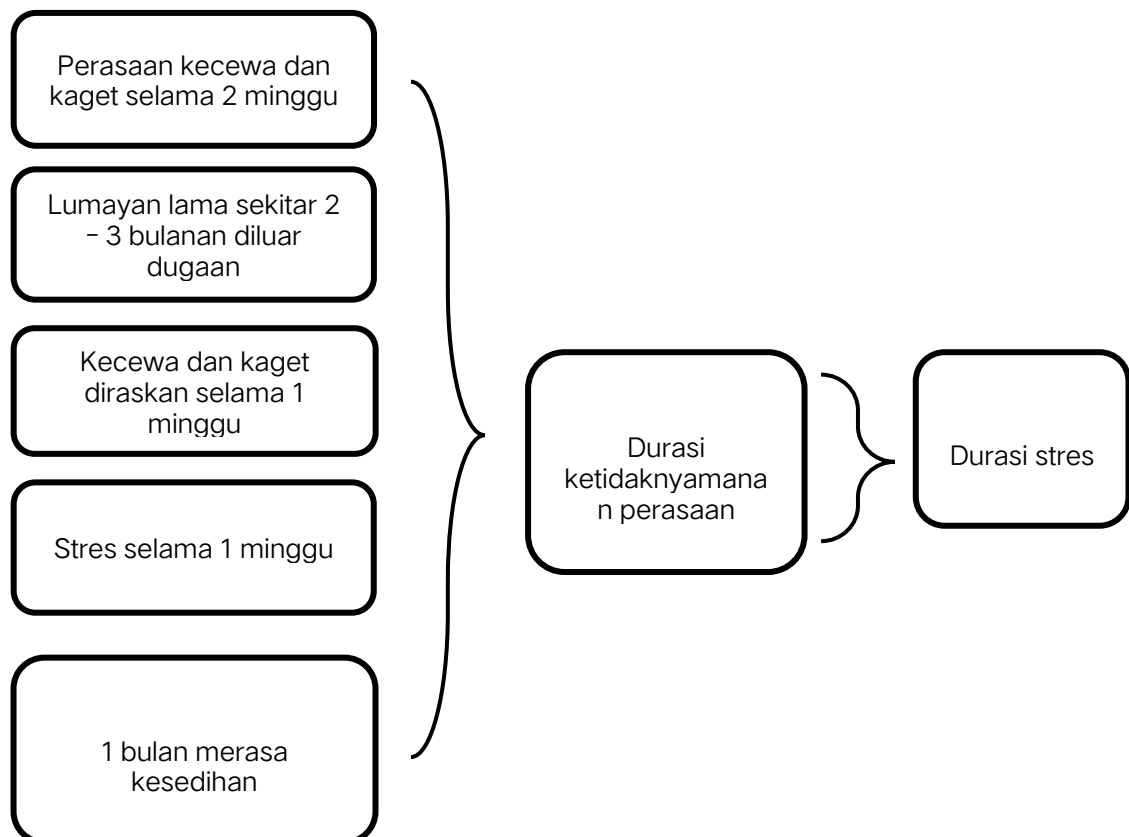 Perasaan kecewa dan
kaget selama 2 minggu
Lumayan lama sekitar 2
- 3 bulanan diluar
dugaan
Kecewa dan kaget
diraskan selama 1
minggu
Stres selama 1 minggu
1 bulan merasa
kesedihan
Durasi
ketidaknyamana
n perasaan
Durasi stres